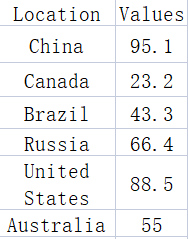 Location Values
China 95.1
Canada 23.2
Brazil 43.3
Russia 66.4
United
States 88.5
Australia 55